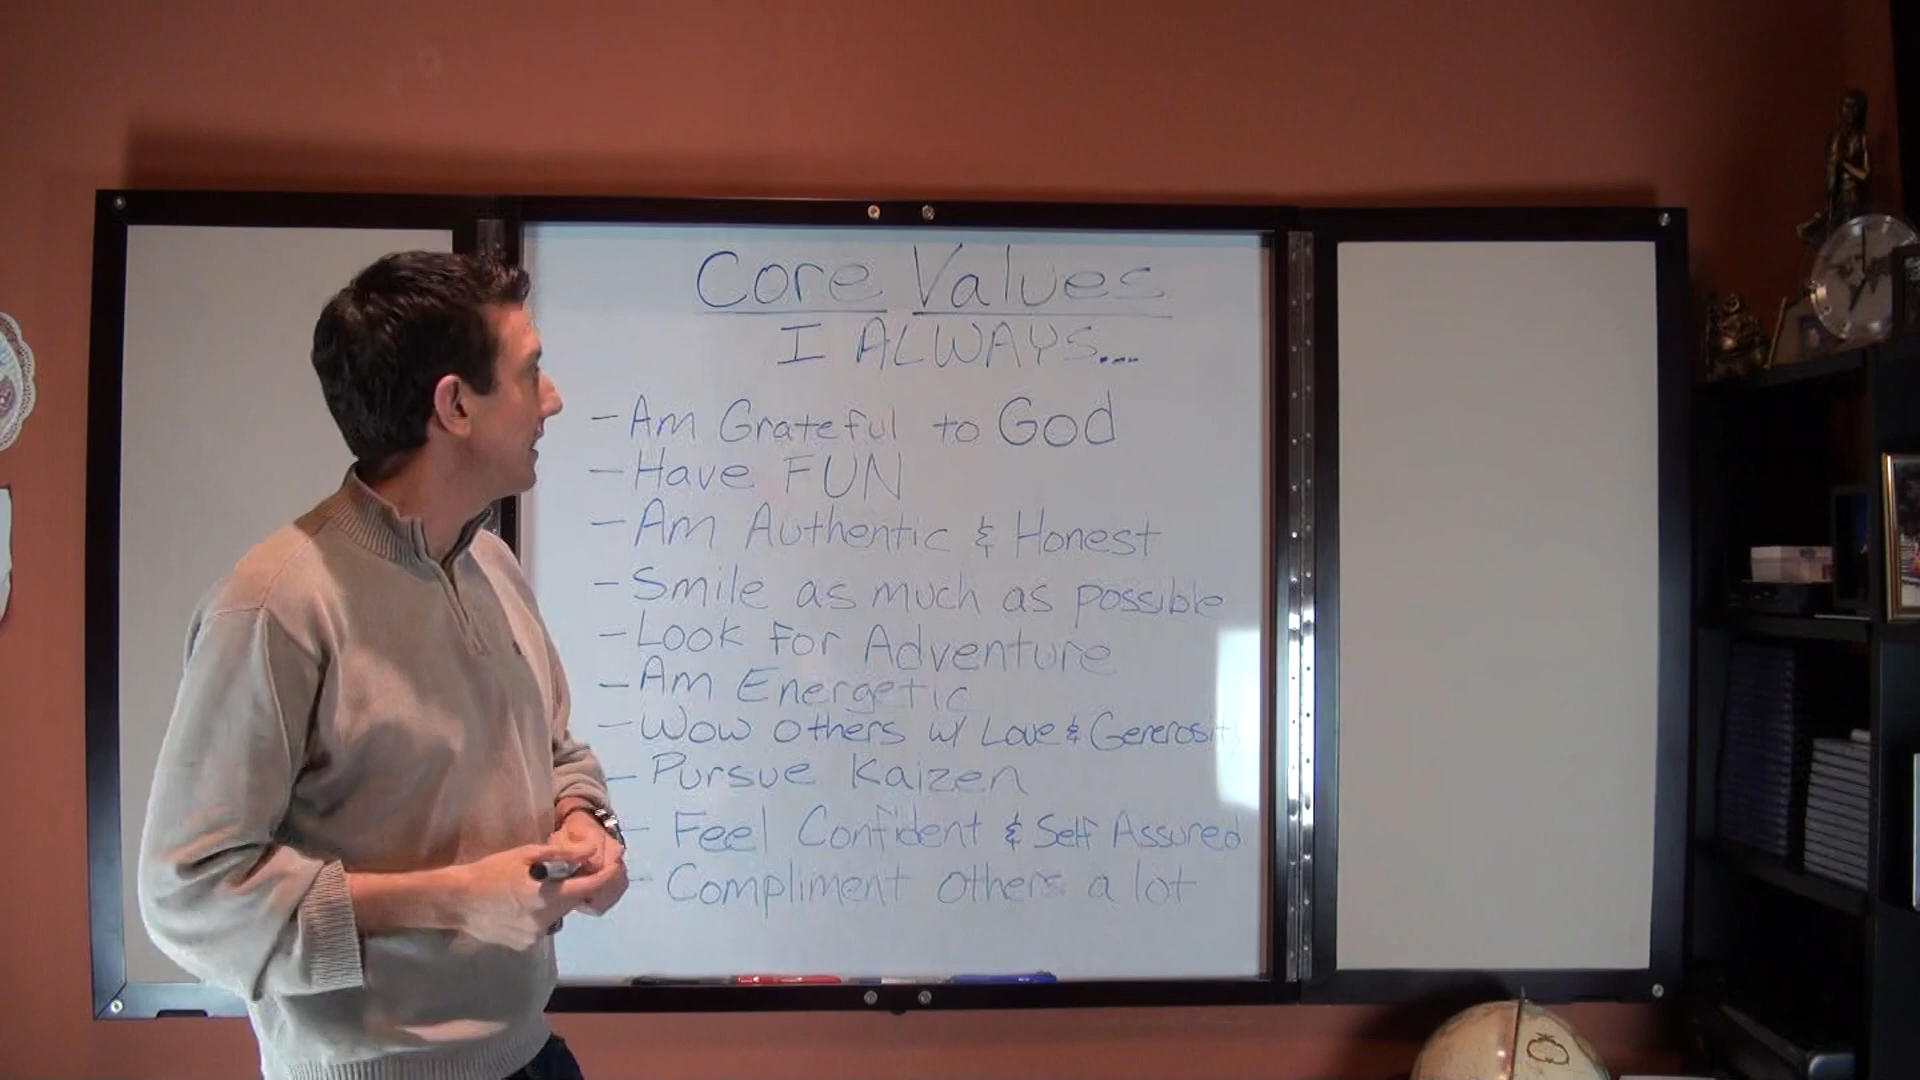 Core Values
I ALWAYS...
- Am Grateful to God
- Have FUN
- Am Authentic & Honest
- Smile as much as possible
- Look for Adventure
- Am Energetic
- Wow others w/ Love & Generosity
- Pursue Kaizen
- Feel Confident & Self Assured
- Compliment others a lot